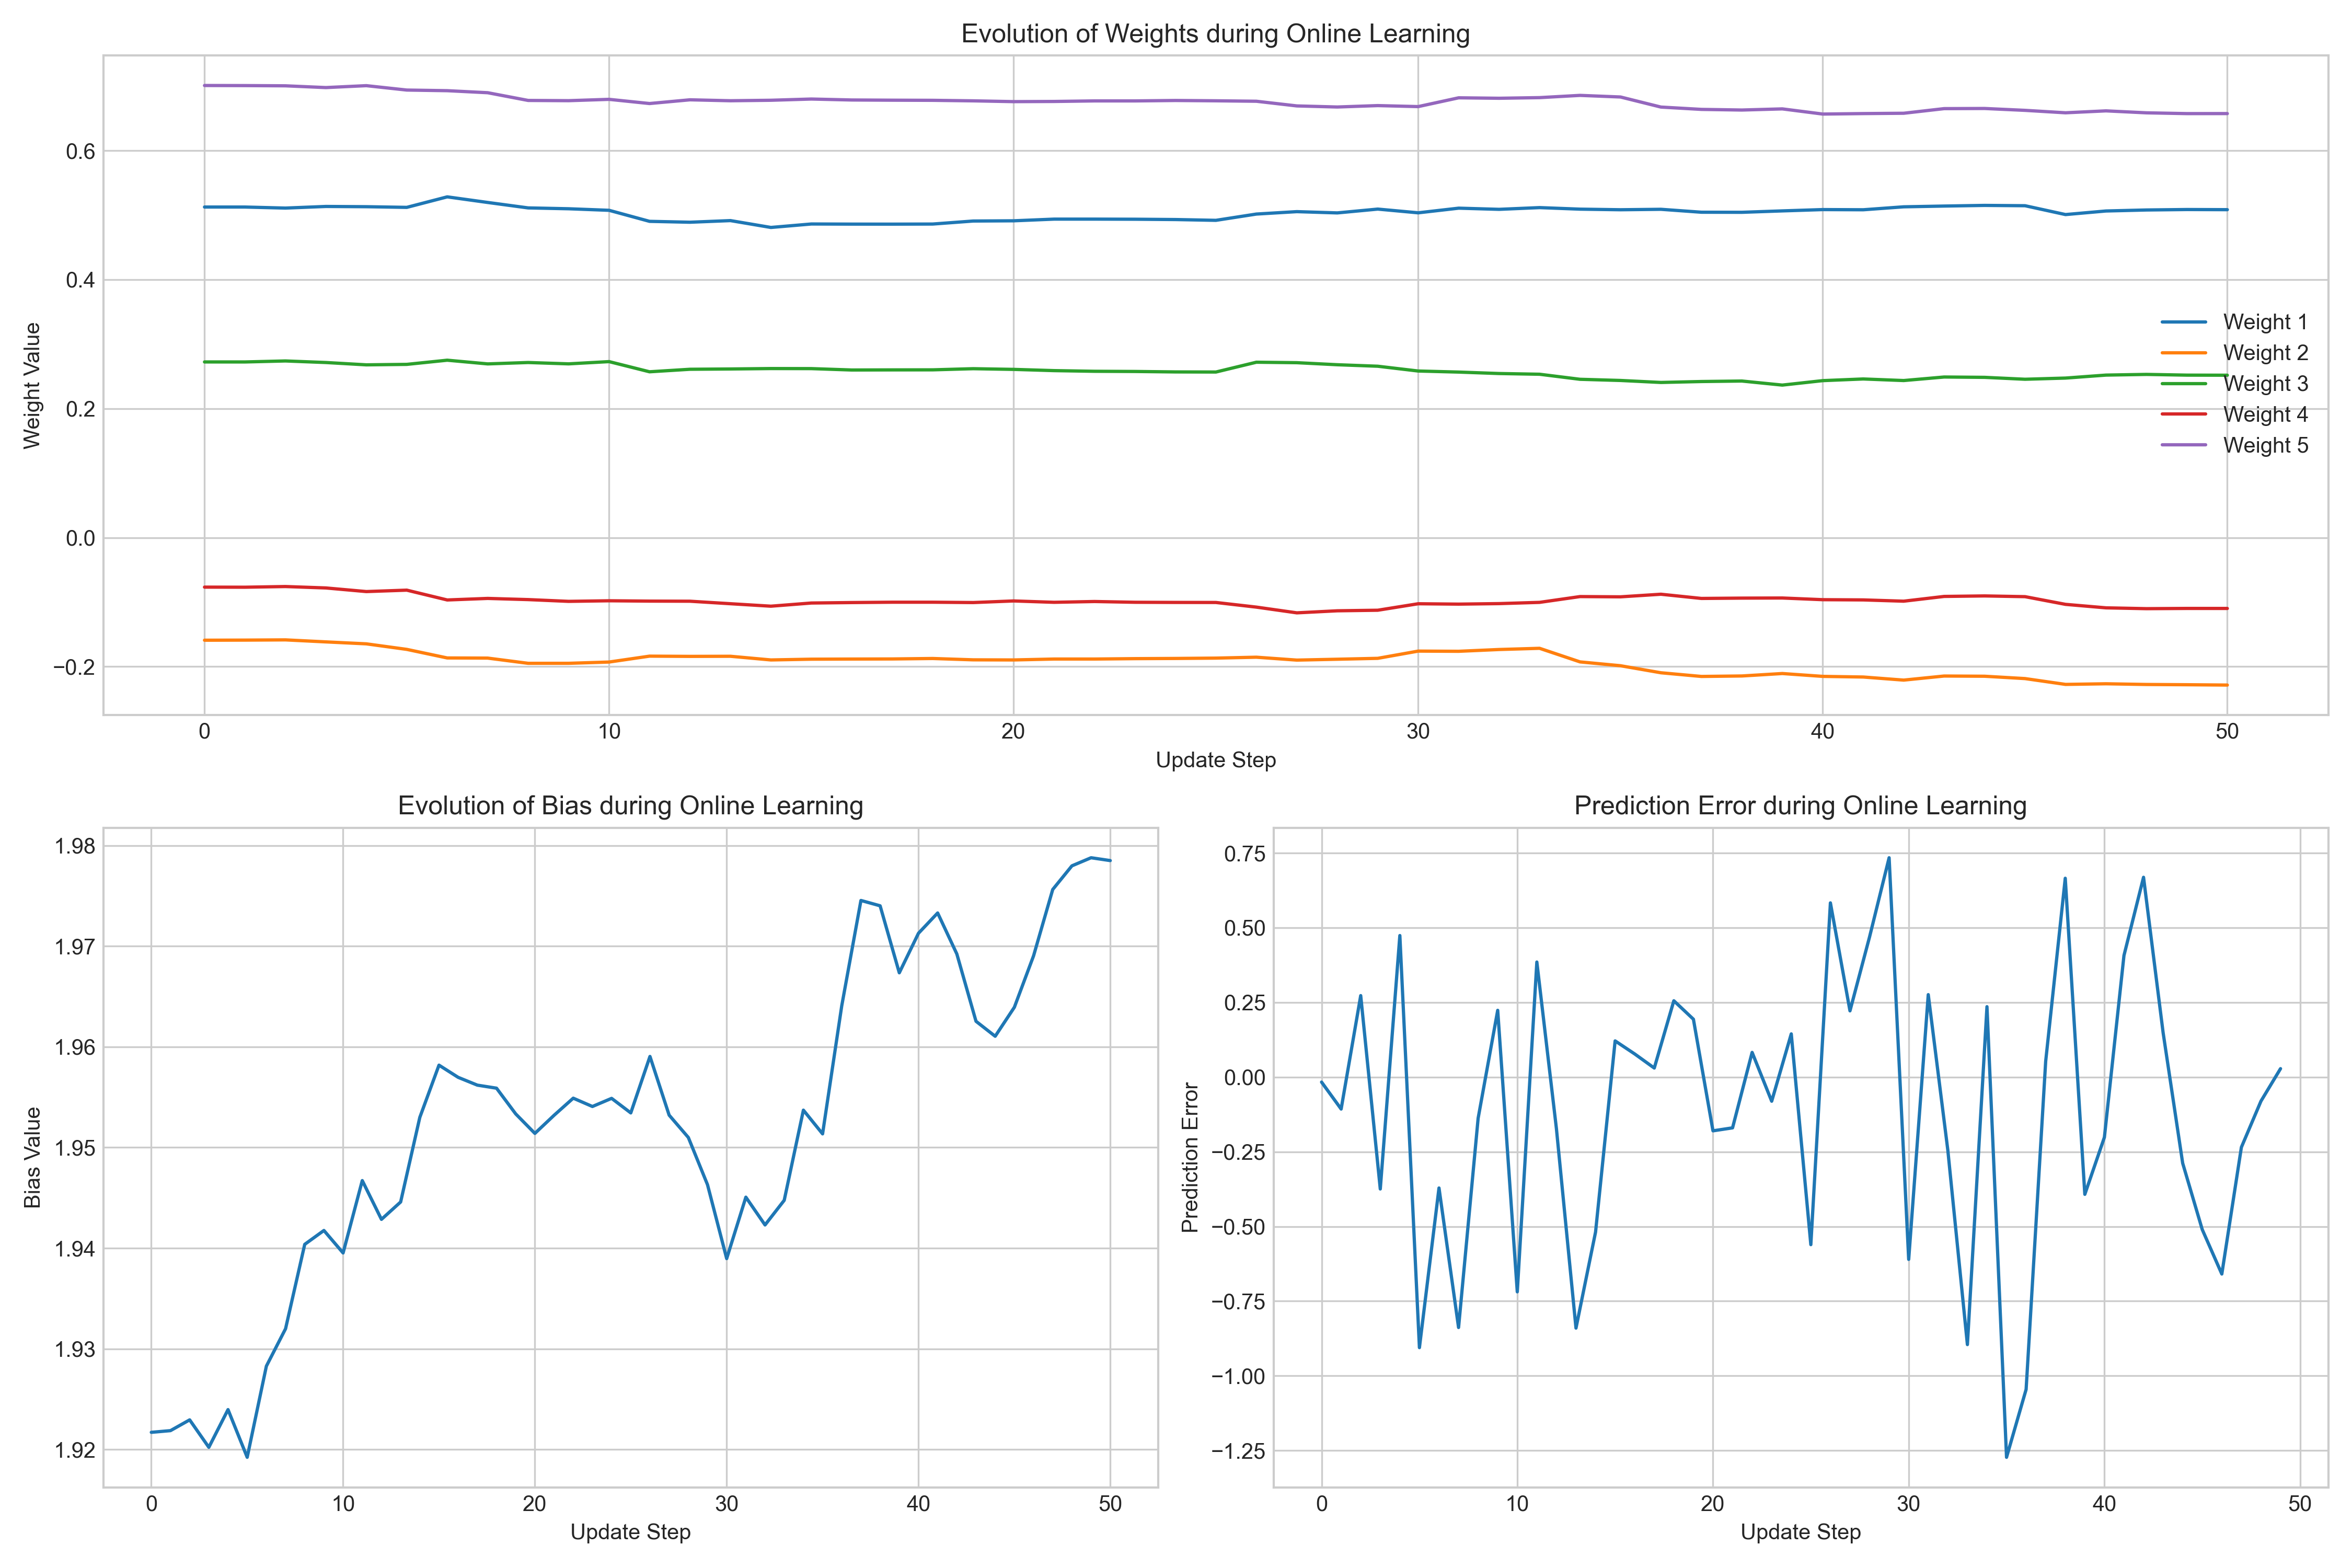 Evolution of Weights during Online Learning
Weight Value
0.6
0.4
0.2
0.0
−0.2
Weight 1
Weight 2
Weight 3
Weight 4
Weight 5
0 10 20 30 40 50
Update Step
Evolution of Bias during Online Learning
Bias Value
1.98
1.97
1.96
1.95
1.94
1.93
1.92
0 10 20 30 40 50
Update Step
Prediction Error during Online Learning
Prediction Error
0.75
0.50
0.25
0.00
−0.25
−0.50
−0.75
−1.00
−1.25
0 10 20 30 40 50
Update Step